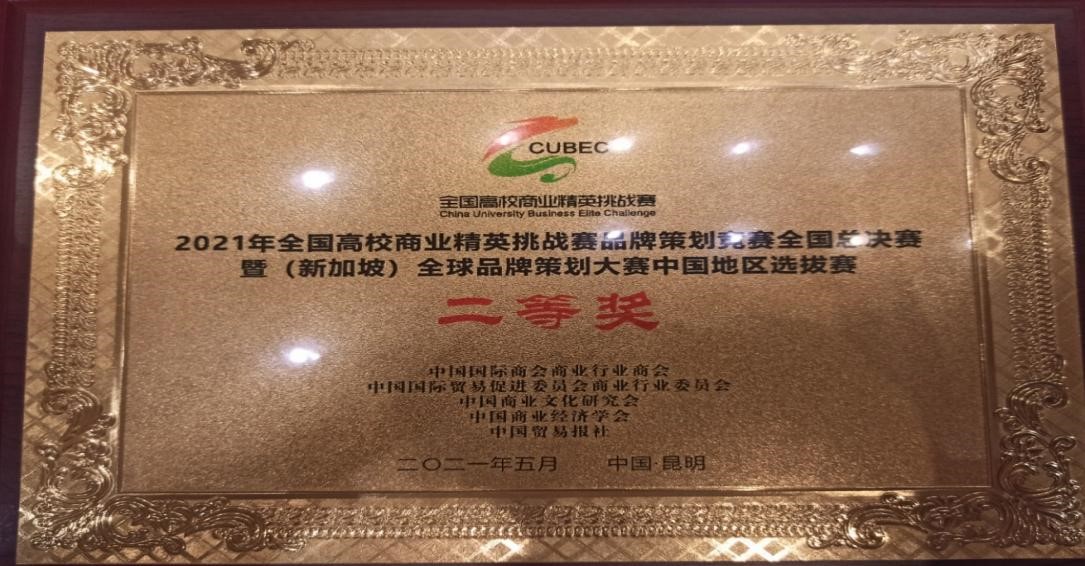 CUBEC
全国高校商业精英挑战赛
China University Business Elite Challenge
2021年全国高校商业精英挑战赛品牌策划竞赛全国总决赛
暨（新加坡）全球品牌策划大赛中国地区选拔赛
二等奖
中国国际商会商业行业商会
中国国际贸易促进委员会商业行业委员会
中国商业文化研究会
中国商业经济学会
中国贸易报社
二〇二一年五月 中国·昆明